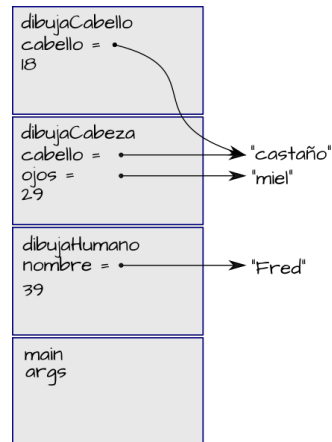 dibujaCabello
cabello =
18
dibujaCabeza
cabello =
"castaño"
ojos =
"miel"
29
dibujaHumano
nombre =
"Fred"
39
main
args